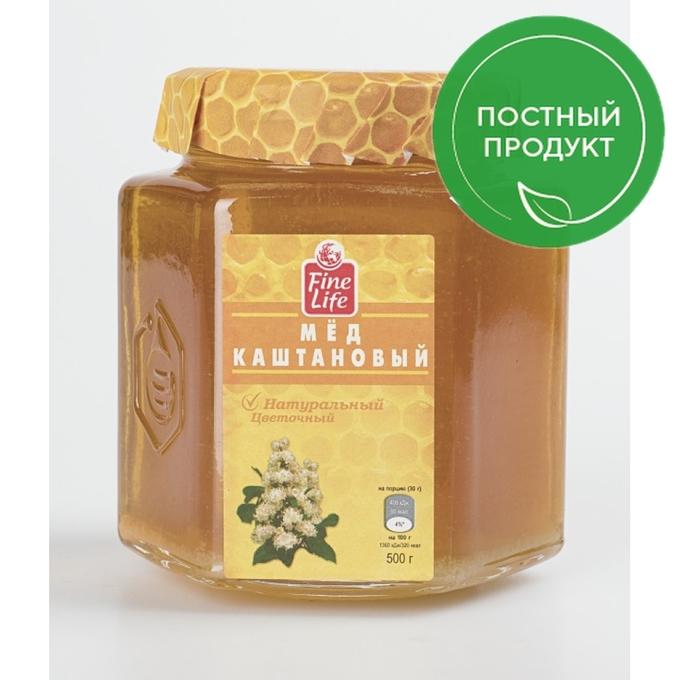 ПОСТНЫЙ
ПРОДУКТ
Fine
Life
МЁД
КАШТАНОВЫЙ
Натуральный
Цветочный
на порцию (30 г)
4%*
на 100 г
500 г